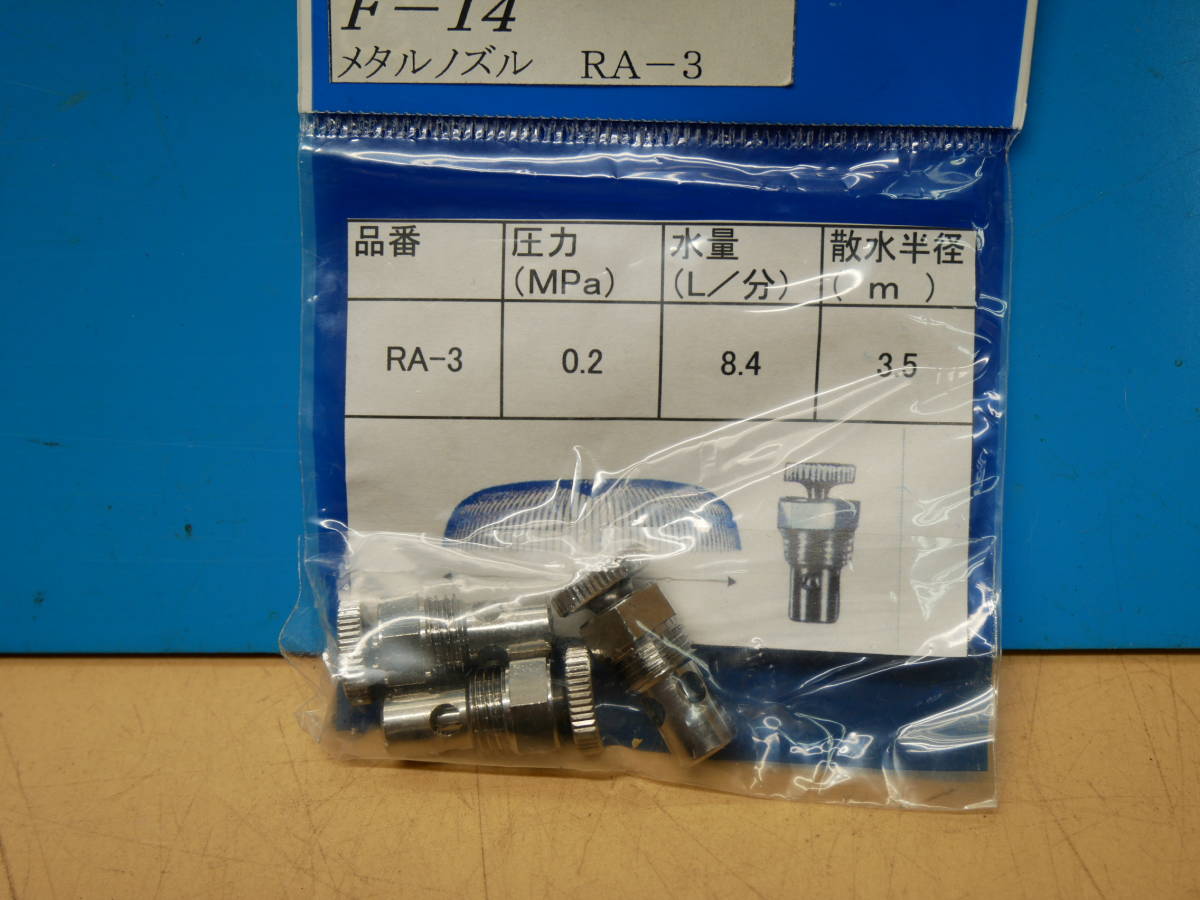 F-14
メタルノズル RA-3
品番 圧力 水量 散水半径
(MPa) (L/分) (m)
RA-3 0.2 8.4 3.5